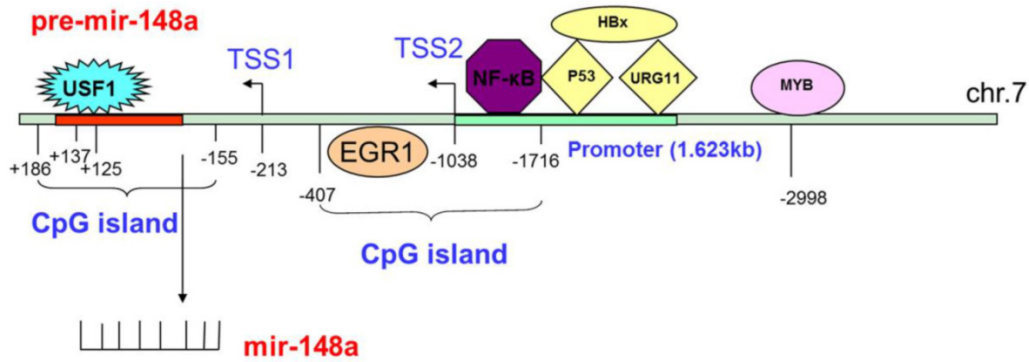 pre-mir-148a
HBx
TSS1
TSS2
USF1
NF-κB
P53
URG11
MYB
chr.7
EGR1
+186
+137
+125
-155
-213
-407
-1038
-1716
Promoter (1.623kb)
-2998
CpG island
CpG island
mir-148a